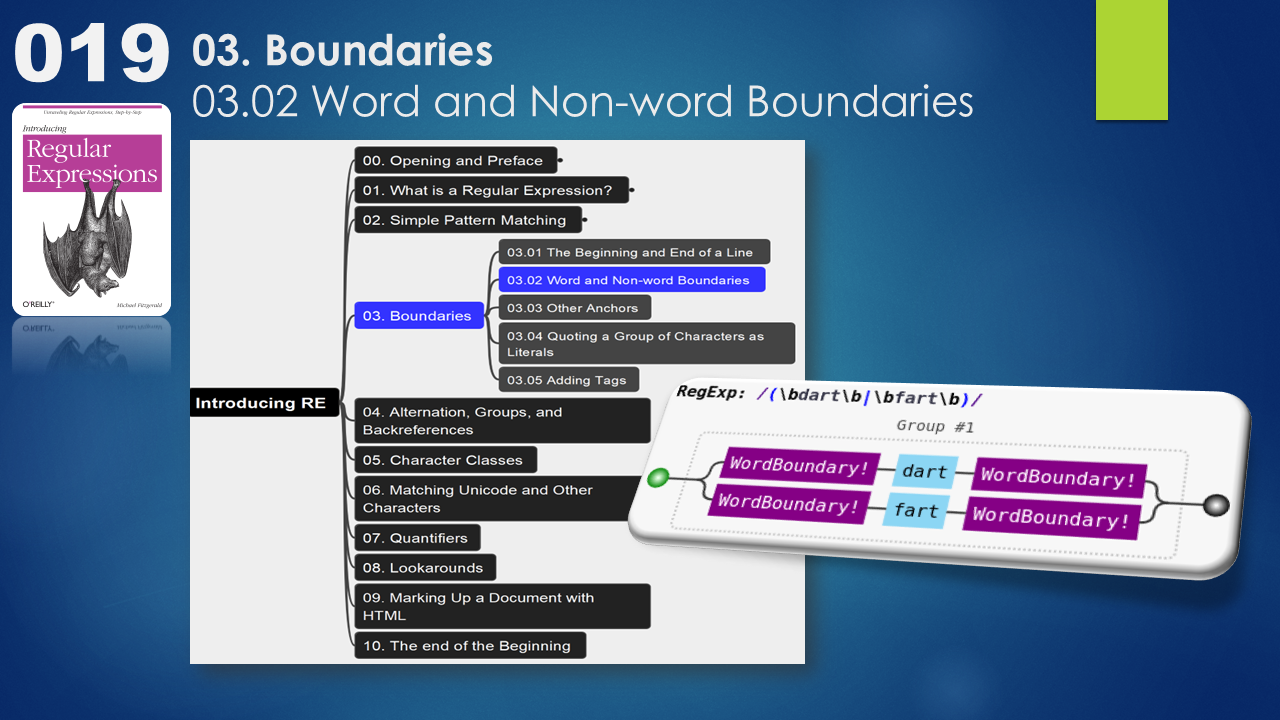 019
03. Boundaries
03.02 Word and Non-word Boundaries
Unraveling Regular Expressions, Step-by-Step
Introducing
Regular
Expressions
O'REILLY®
Michael Fitzgerald
Introducing RE
00. Opening and Preface
01. What is a Regular Expression?
02. Simple Pattern Matching
03. Boundaries
03.01 The Beginning and End of a Line
03.02 Word and Non-word Boundaries
03.03 Other Anchors
03.04 Quoting a Group of Characters as
Literals
03.05 Adding Tags
04. Alternation, Groups, and
Backreferences
05. Character Classes
06. Matching Unicode and Other
Characters
07. Quantifiers
08. Lookarounds
09. Marking Up a Document with
HTML
10. The end of the Beginning
RegExp: /(\bdart\b|\bfart\b)/
Group #1
WordBoundary! dart WordBoundary!
WordBoundary! fart WordBoundary!